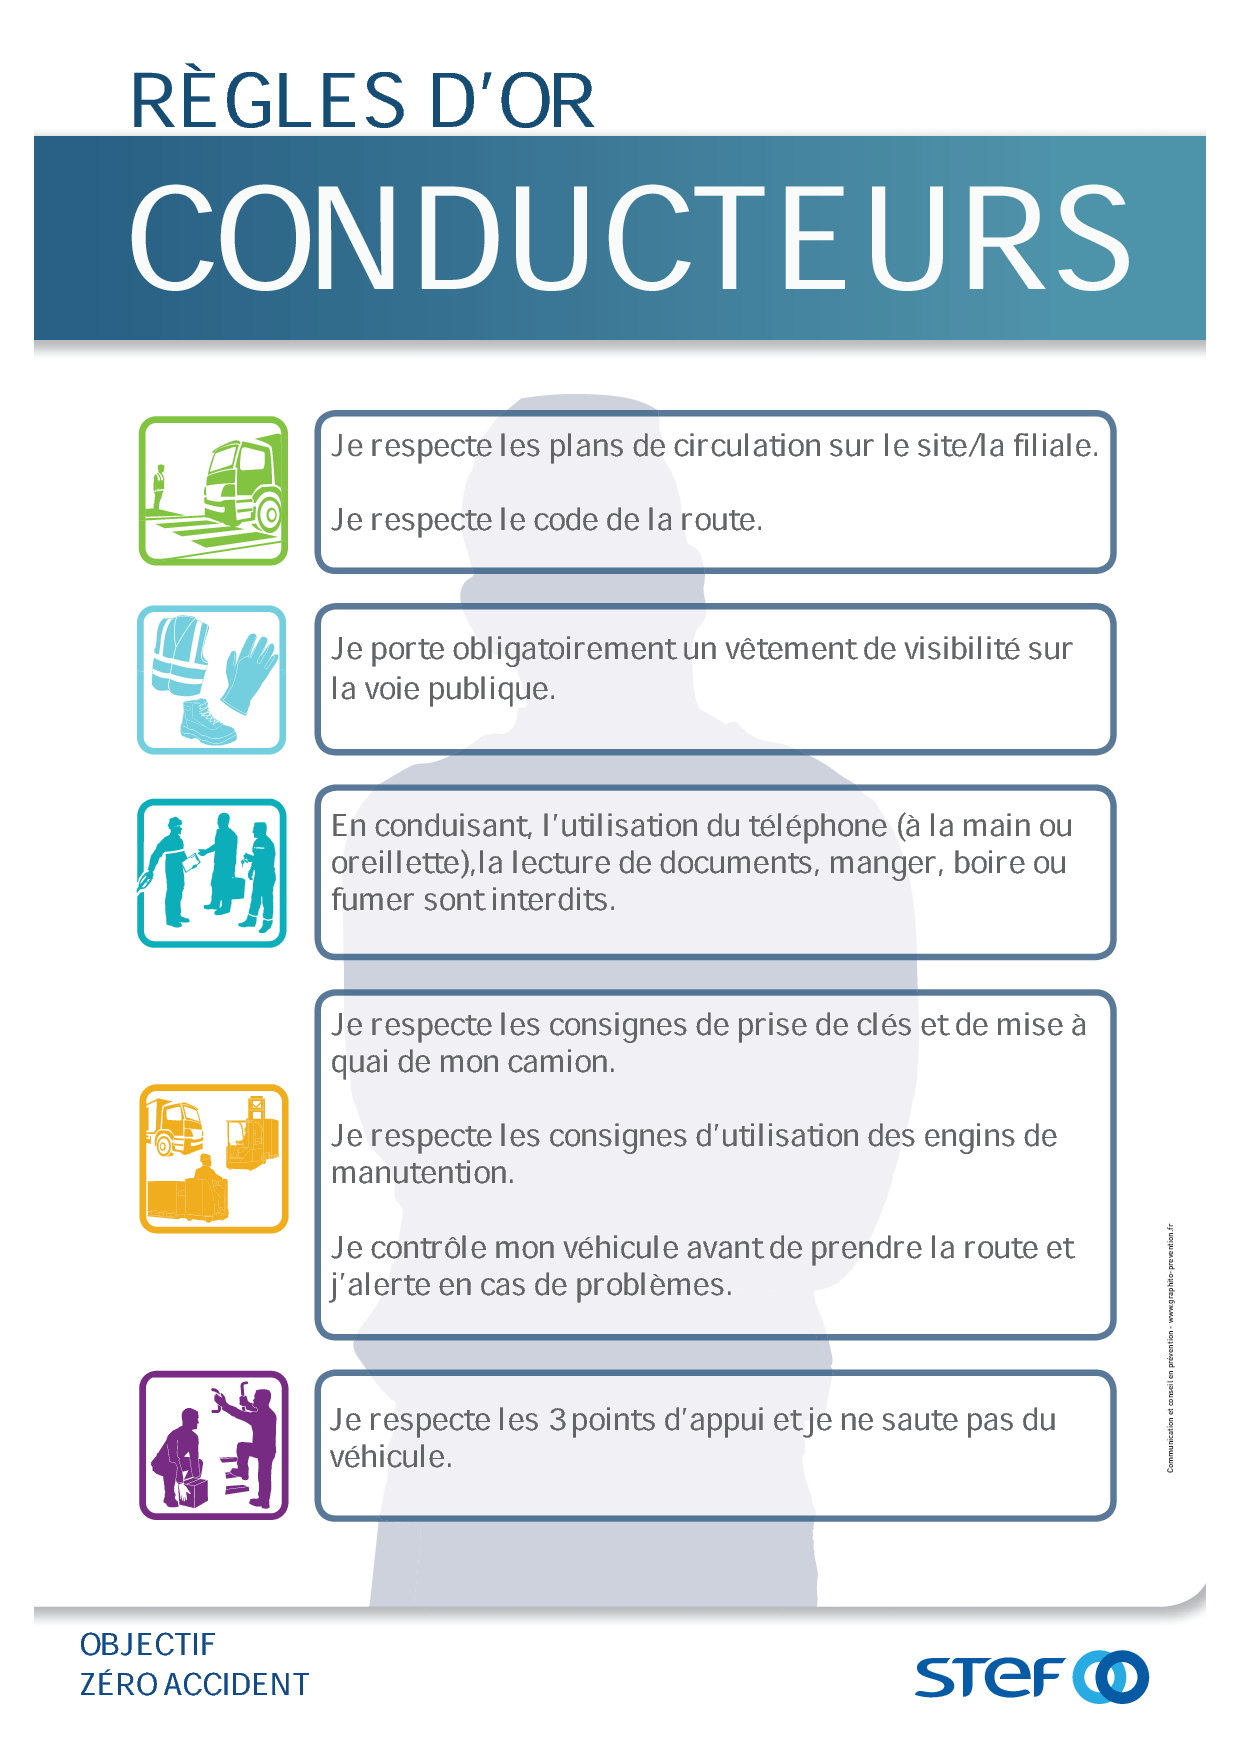 RÈGLES D’OR
CONDUCTEURS
Je respecte les plans de circulation sur le site/la filiale.
Je respecte le code de la route.
Je porte obligatoirement un vêtement de visibilité sur
la voie publique.
En conduisant, l’utilisation du téléphone (à la main ou
oreillette),la lecture de documents, manger, boire ou
fumer sont interdits.
Je respecte les consignes de prise de clés et de mise à
quai de mon camion.
Je respecte les consignes d’utilisation des engins de
manutention.
Je contrôle mon véhicule avant de prendre la route et
j’alerte en cas de problèmes.
Je respecte les 3 points d’appui et je ne saute pas du
véhicule.
Communication et conseil en prévention - www.graphito-prevention.fr
OBJECTIF
ZÉRO ACCIDENT
STEF